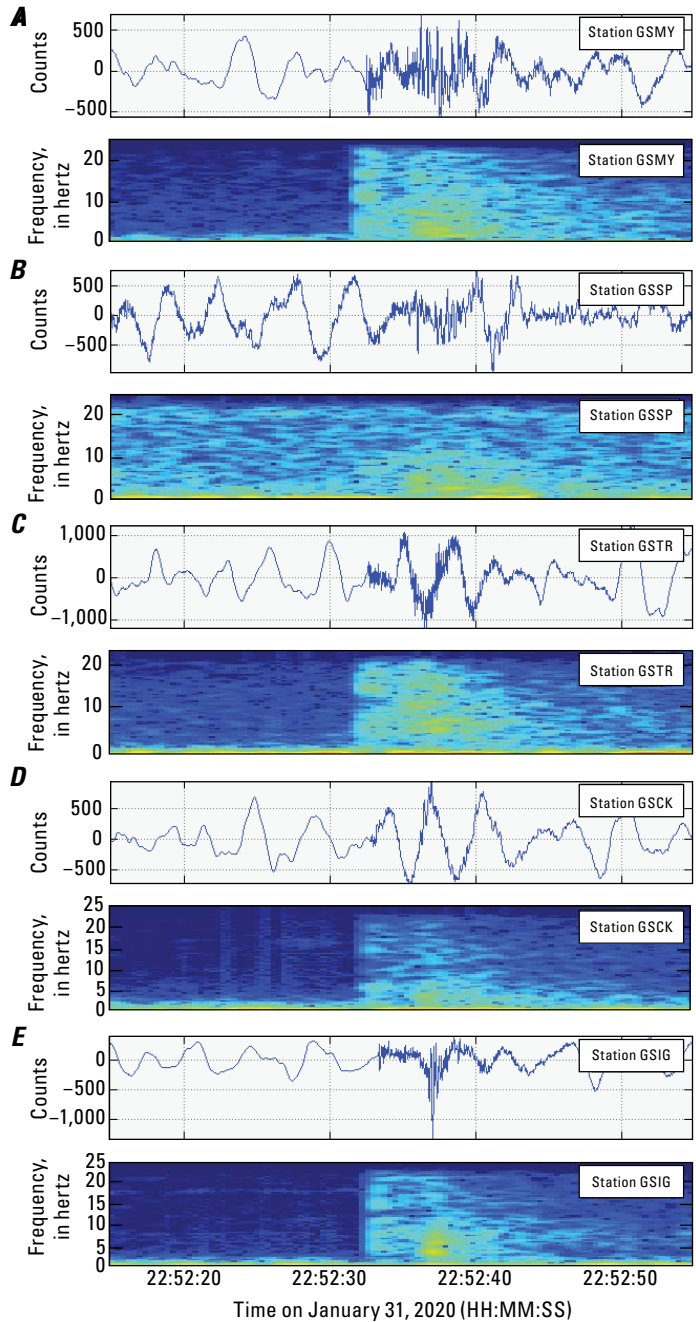 A
Counts
500
0
−500
Station GSMY
Frequency,
in hertz
20
10
0
Station GSMY
B
Counts
500
0
−500
Station GSSP
Frequency,
in hertz
20
10
0
Station GSSP
C
Counts
1,000
0
−1,000
Station GSTR
Frequency,
in hertz
20
10
0
Station GSTR
D
Counts
500
0
−500
Station GSCK
Frequency,
in hertz
25
20
15
10
5
0
Station GSCK
E
Counts
0
−500
−1,000
Station GSIG
Frequency,
in hertz
25
20
15
10
5
0
Station GSIG
22:52:20 22:52:30 22:52:40 22:52:50
Time on January 31, 2020 (HH:MM:SS)